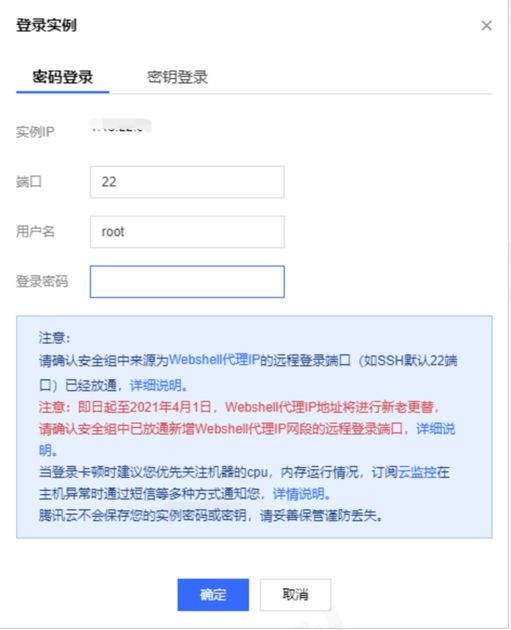 登录实例
密码登录 密钥登录
实例IP
端口 22
用户名 root
登录密码
注意:
请确认安全组中来源为Webshell代理IP的远程登录端口（如SSH默认22端
口）已经放通，详细说明。
注意：即日起至2021年4月1日，Webshell代理IP地址将进行新老更替，
请确认安全组中已放通新增Webshell代理IP网段的远程登录端口，详细说
明。
当登录卡顿时建议您优先关注机器的cpu，内存运行情况，订阅云监控在
主机异常时通过短信等多种方式通知您，详情说明。
腾讯云不会保存您的实例密码或密钥，请妥善保管谨防丢失。
确定 取消